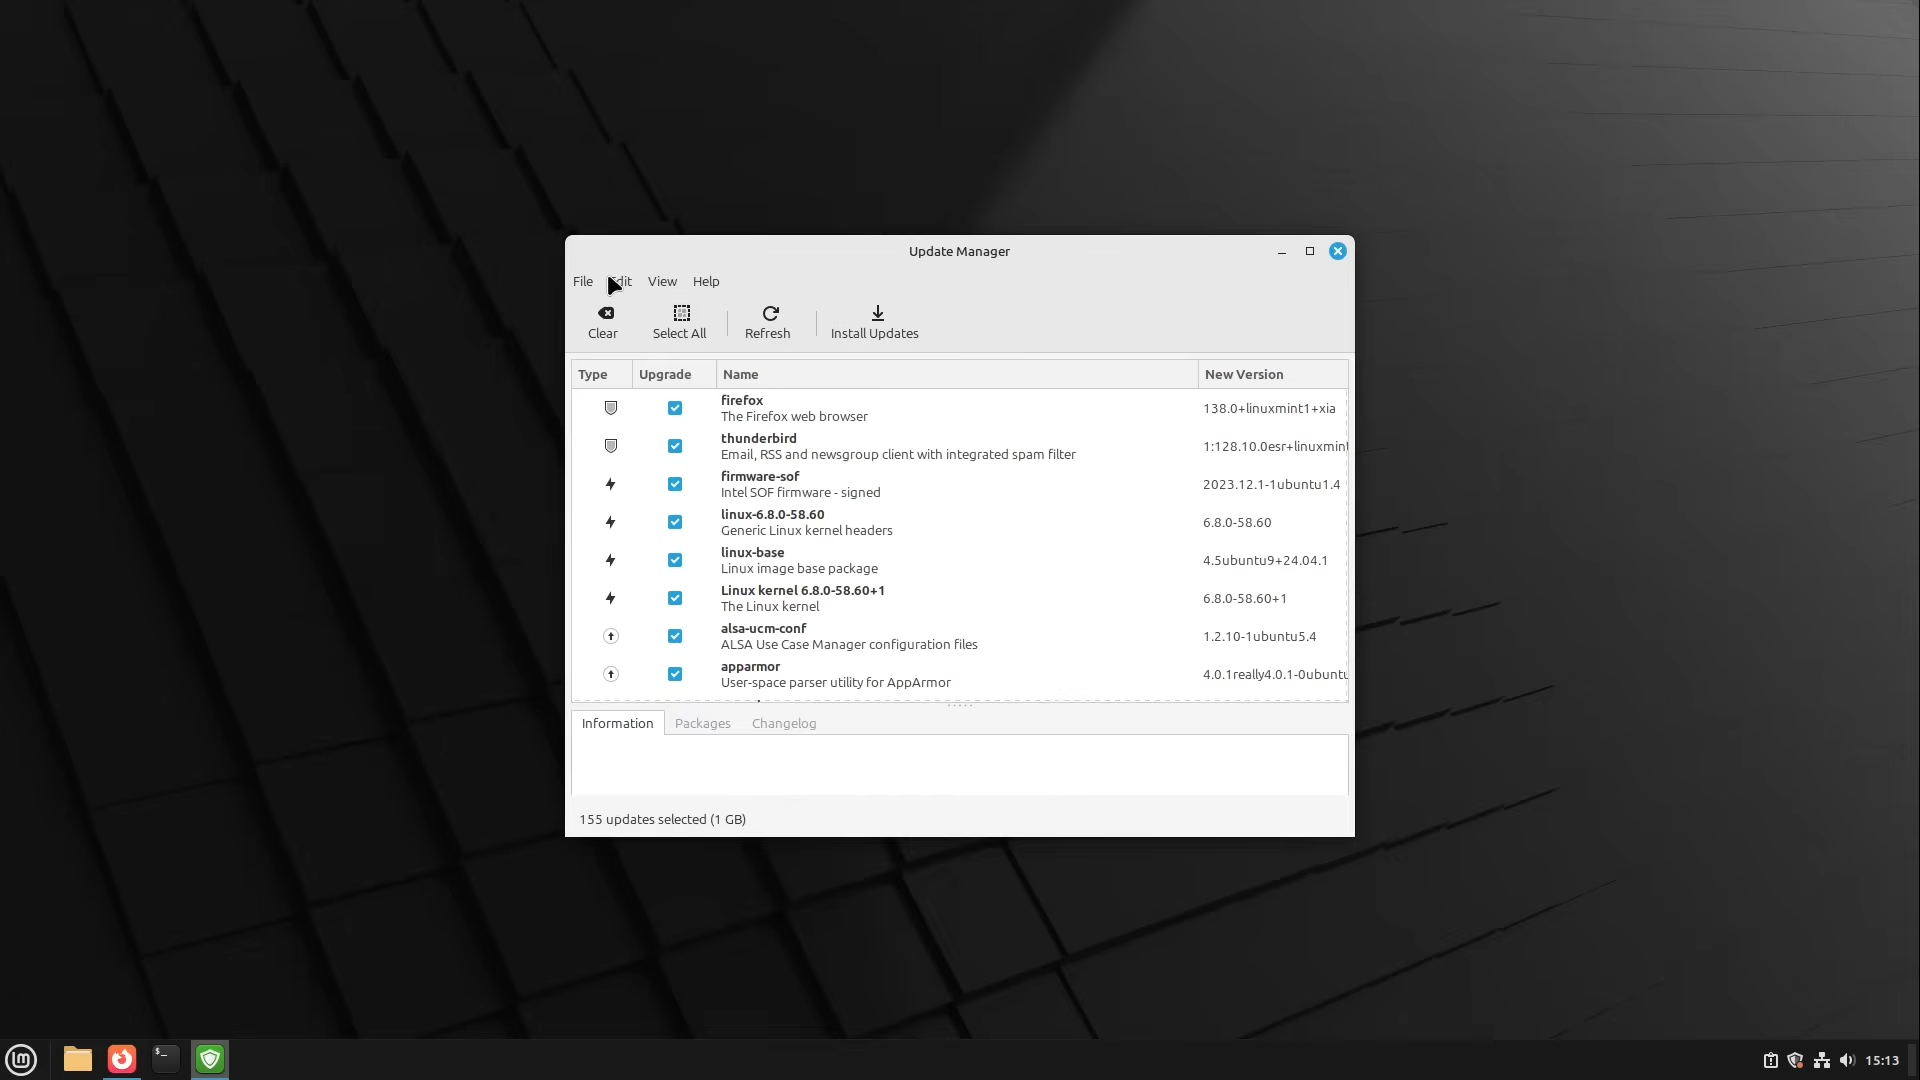 Update Manager
File Edit View Help
Clear Select All Refresh Install Updates
Type Upgrade Name New Version
firefox
The Firefox web browser
138.0+linuxmint1+xia
thunderbird
Email, RSS and newsgroup client with integrated spam filter
1:128.10.0esr+linuxmint
firmware-sof
Intel SOF firmware - signed
2023.12.1-1ubuntu1.4
linux-6.8.0-58.60
Generic Linux kernel headers
6.8.0-58.60
linux-base
Linux image base package
4.5ubuntu9+24.04.1
Linux kernel 6.8.0-58.60+1
The Linux kernel
6.8.0-58.60+1
alsa-ucm-conf
ALSA Use Case Manager configuration files
1.2.10-1ubuntu5.4
apparmor
User-space parser utility for AppArmor
4.0.1really4.0.1-0ubuntu
Information Packages Changelog
155 updates selected (1 GB)
15:13